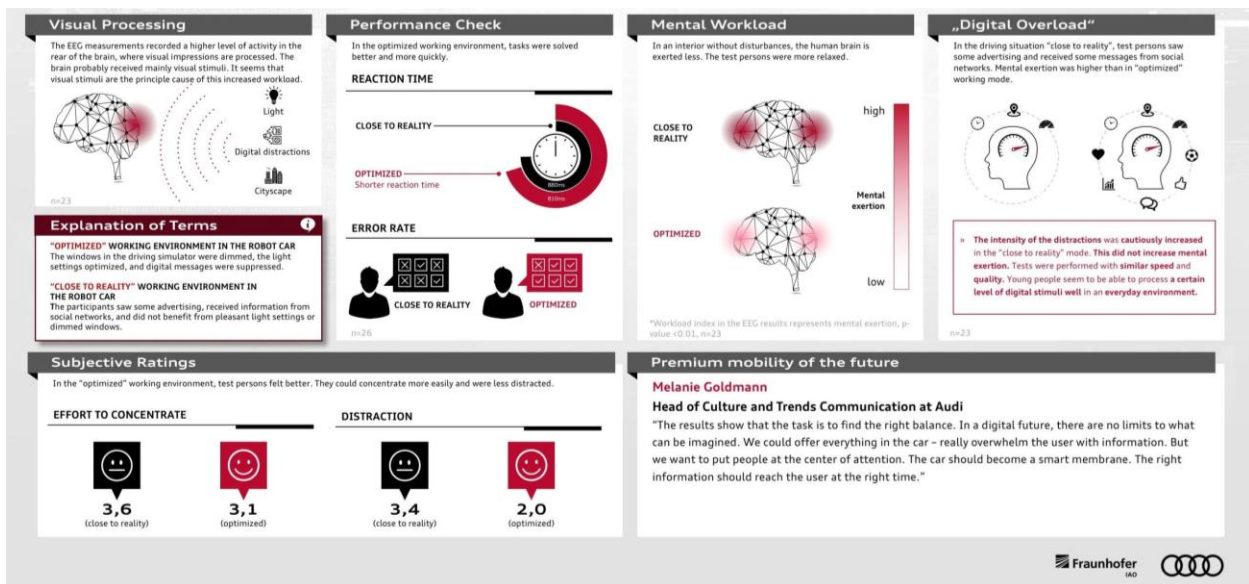 Visual Processing
The EEG measurements recorded a higher level of activity in the
rear of the brain, where visual impressions are processed. The
brain probably received mainly visual stimuli. It seems that
visual stimuli are the principle cause of this increased workload.
Light
Digital distractions
Cityscape
n=23
Explanation of Terms
i
"OPTIMIZED" WORKING ENVIRONMENT IN THE ROBOT CAR
The windows in the driving simulator were dimmed, the light
settings optimized, and digital messages were suppressed.
"CLOSE TO REALITY" WORKING ENVIRONMENT IN
THE ROBOT CAR
The participants saw some advertising, received information from
social networks, and did not benefit from pleasant light settings or
dimmed windows.
Performance Check
In the optimized working environment, tasks were solved
better and more quickly.
REACTION TIME
CLOSE TO REALITY
OPTIMIZED
Shorter reaction time
880ms
810ms
ERROR RATE
CLOSE TO REALITY
OPTIMIZED
n=26
Mental Workload
In an interior without disturbances, the human brain is
exerted less. The test persons were more relaxed.
CLOSE TO
REALITY
OPTIMIZED
high
Mental
exertion
low
*Workload index in the EEG results represents mental exertion, p-
value <0.01, n=23
„Digital Overload“
In the driving situation "close to reality", test persons saw
some advertising and received some messages from social
networks. Mental exertion was higher than in "optimized"
working mode.
» The intensity of the distractions was cautiously increased
in the "close to reality" mode. This did not increase mental
exertion. Tests were performed with similar speed and
quality. Young people seem to be able to process a certain
level of digital stimuli well in an everyday environment.
n=23
Subjective Ratings
In the "optimized" working environment, test persons felt better. They could concentrate more easily and were less distracted.
EFFORT TO CONCENTRATE
3,6
(close to reality)
3,1
(optimized)
DISTRACTION
3,4
(close to reality)
2,0
(optimized)
Premium mobility of the future
Melanie Goldmann
Head of Culture and Trends Communication at Audi
"The results show that the task is to find the right balance. In a digital future, there are no limits to what
can be imagined. We could offer everything in the car – really overwhelm the user with information. But
we want to put people at the center of attention. The car should become a smart membrane. The right
information should reach the user at the right time."
Fraunhofer
IAO